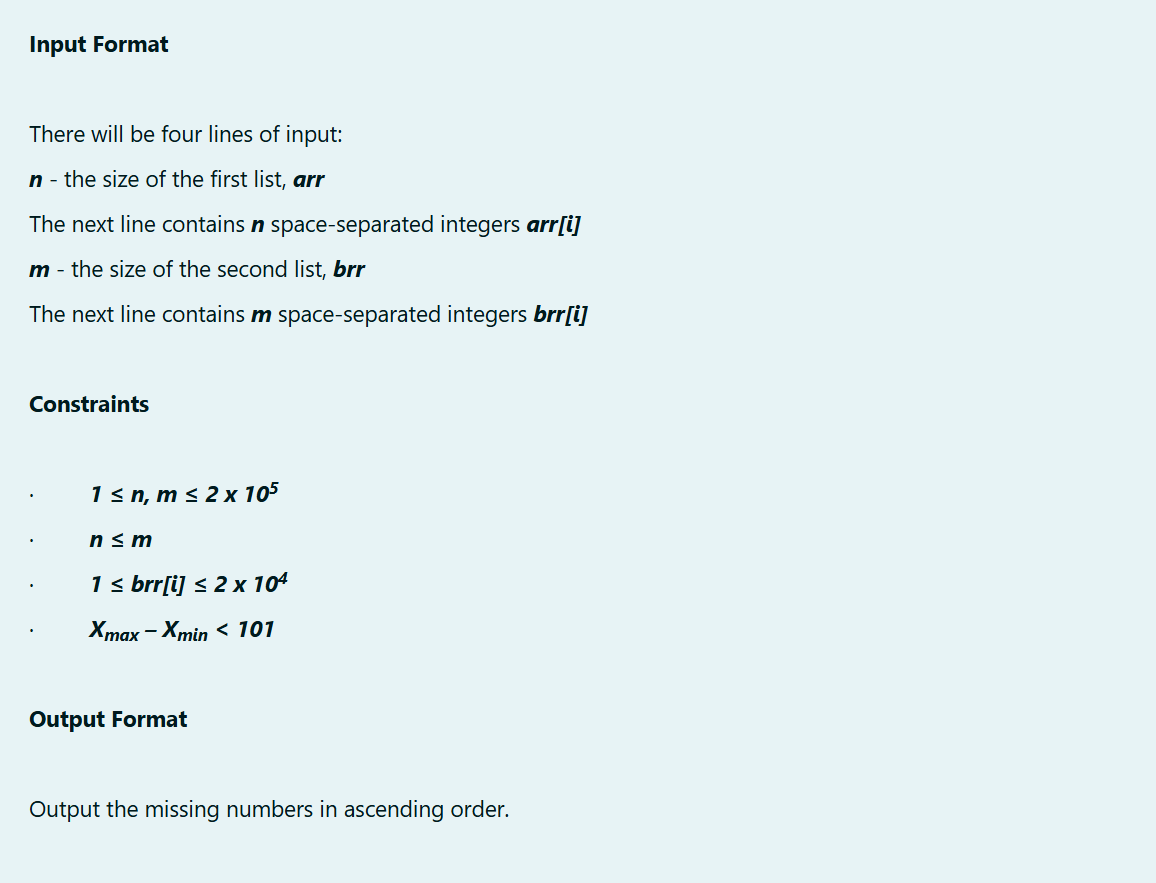 Input Format
There will be four lines of input:
n - the size of the first list, arr
The next line contains n space-separated integers arr[i]
m - the size of the second list, brr
The next line contains m space-separated integers brr[i]
Constraints
· 1 ≤ n, m ≤ 2 x 10⁵
· n ≤ m
· 1 ≤ brr[i] ≤ 2 x 10⁴
· Xmax – Xmin < 101
Output Format
Output the missing numbers in ascending order.